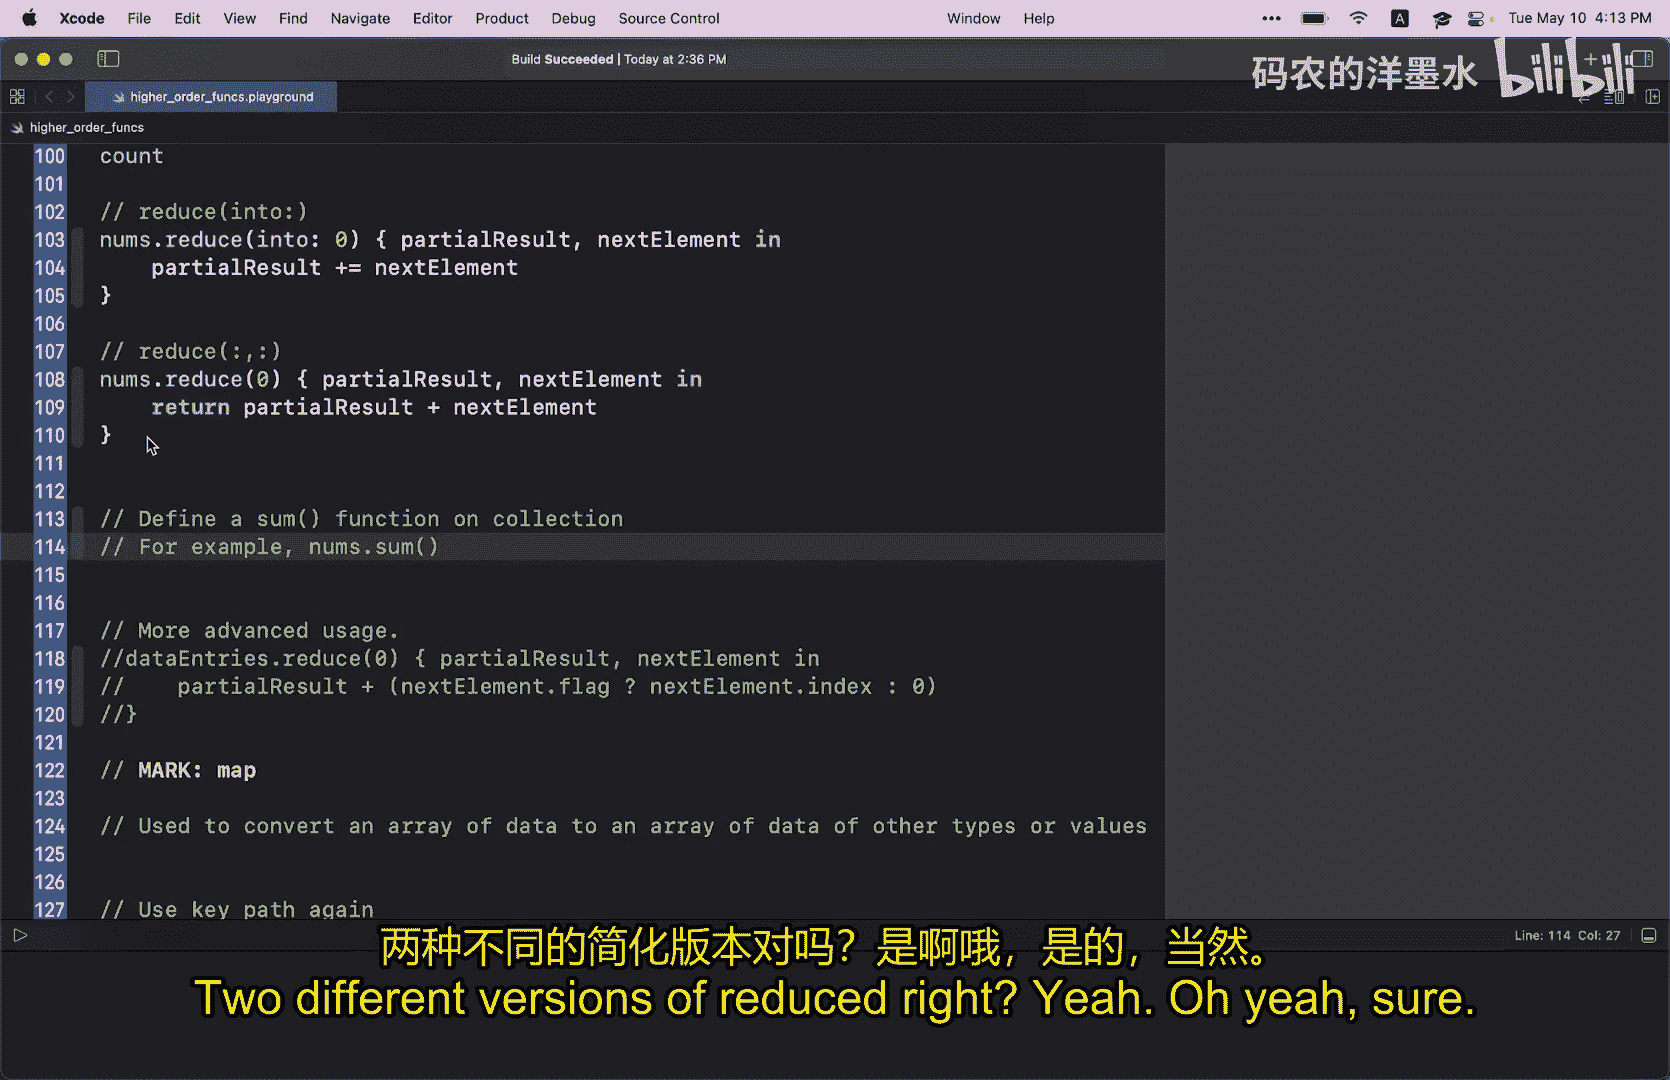 Xcode File Edit View Find Navigate Editor Product Debug Source Control Window Help ••• A Tue May 10 4:13 PM
Build Succeeded | Today at 2:36 PM
码农的洋墨水 bilibili
higher_order_funcs.playground
higher_order_funcs
100 count
101
102 // reduce(into:)
103 nums.reduce(into: 0) { partialResult, nextElement in
104 partialResult += nextElement
105 }
106
107 // reduce(:,:)
108 nums.reduce(0) { partialResult, nextElement in
109 return partialResult + nextElement
110 }
111
112
113 // Define a sum() function on collection
114 // For example, nums.sum()
115
116
117 // More advanced usage.
118 //dataEntries.reduce(0) { partialResult, nextElement in
119 // partialResult + (nextElement.flag ? nextElement.index : 0)
120 //}
121
122 // MARK: map
123
124 // Used to convert an array of data to an array of data of other types or values
125
126
127 // Use key path again
Line: 114 Col: 27
两种不同的简化版本对吗？是啊哦，是的，当然。
Two different versions of reduced right? Yeah. Oh yeah, sure.